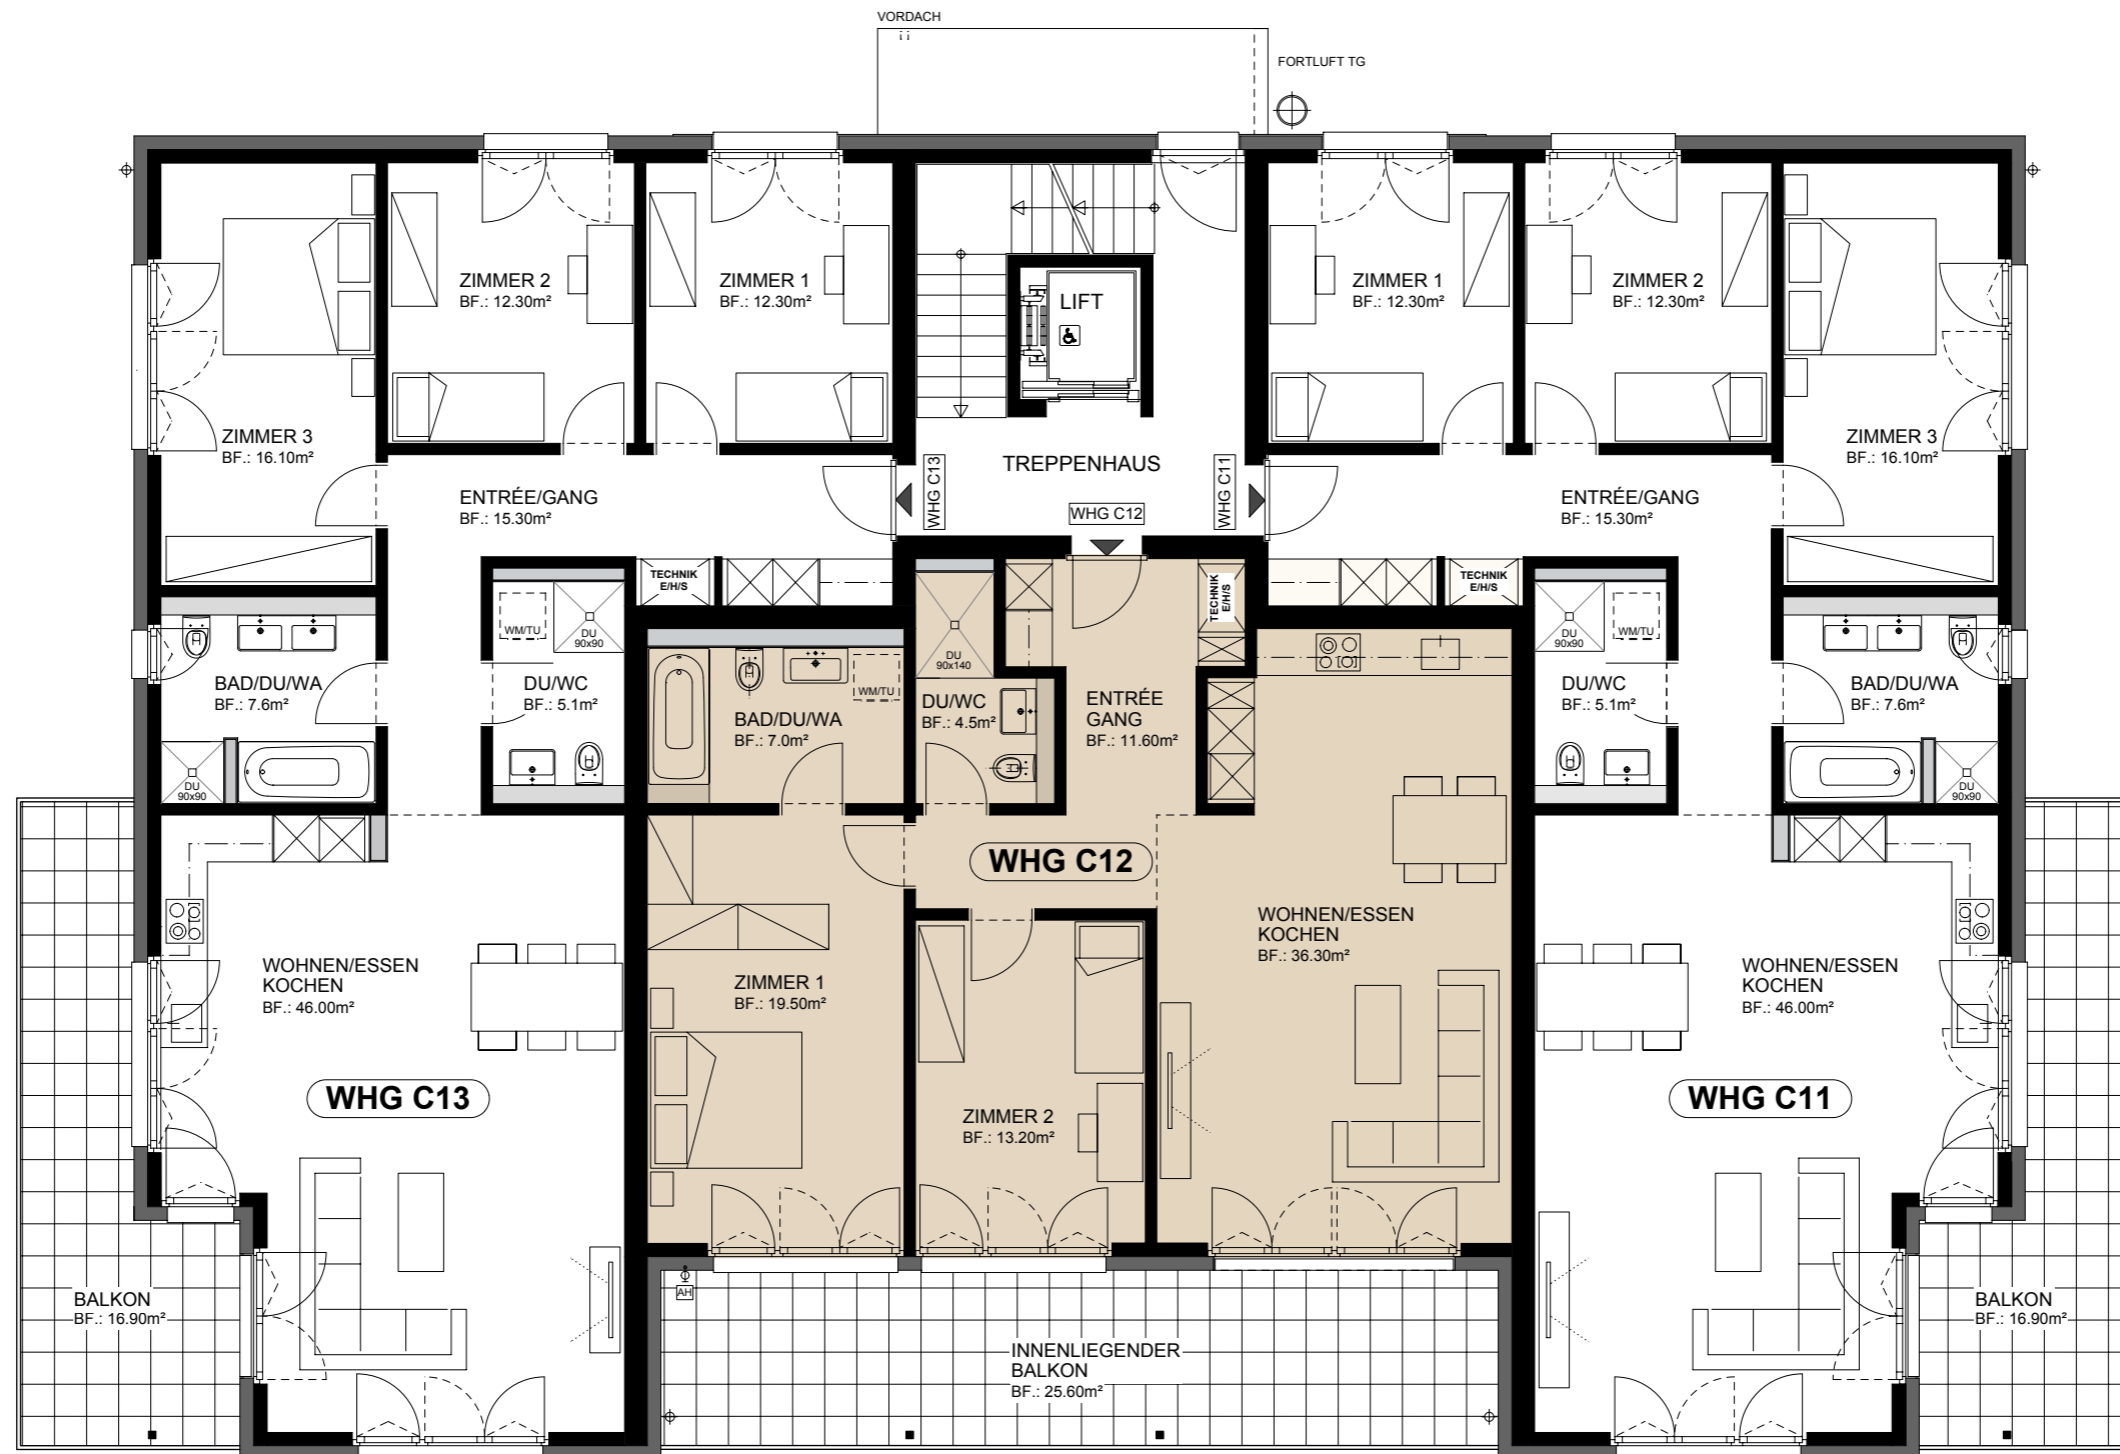 VORDACH
FORTLUFT TG
ZIMMER 2
BF.: 12.30m²
ZIMMER 1
BF.: 12.30m²
LIFT
ZIMMER 1
BF.: 12.30m²
ZIMMER 2
BF.: 12.30m²
ZIMMER 3
BF.: 16.10m²
ZIMMER 3
BF.: 16.10m²
TREPPENHAUS
WHG C13
WHG C12
WHG C11
ENTRÉE/GANG
BF.: 15.30m²
ENTRÉE/GANG
BF.: 15.30m²
TECHNIK
E/H/S
TECHNIK
E/H/S
TECHNIK
E/H/S
WM/TU
DU
90x90
DU
90x140
DU
90x90
WM/TU
BAD/DU/WA
BF.: 7.6m²
DU/WC
BF.: 5.1m²
BAD/DU/WA
BF.: 7.0m²
WM/TU
DU/WC
BF.: 4.5m²
ENTRÉE
GANG
BF.: 11.60m²
DU/WC
BF.: 5.1m²
BAD/DU/WA
BF.: 7.6m²
DU
90x90
DU
90x90
WHG C12
WOHNEN/ESSEN
KOCHEN
BF.: 46.00m²
ZIMMER 1
BF.: 19.50m²
WOHNEN/ESSEN
KOCHEN
BF.: 36.30m²
WOHNEN/ESSEN
KOCHEN
BF.: 46.00m²
WHG C13
ZIMMER 2
BF.: 13.20m²
WHG C11
BALKON
BF.: 16.90m²
AH
INNENLIEGENDER
BALKON
BF.: 25.60m²
BALKON
BF.: 16.90m²